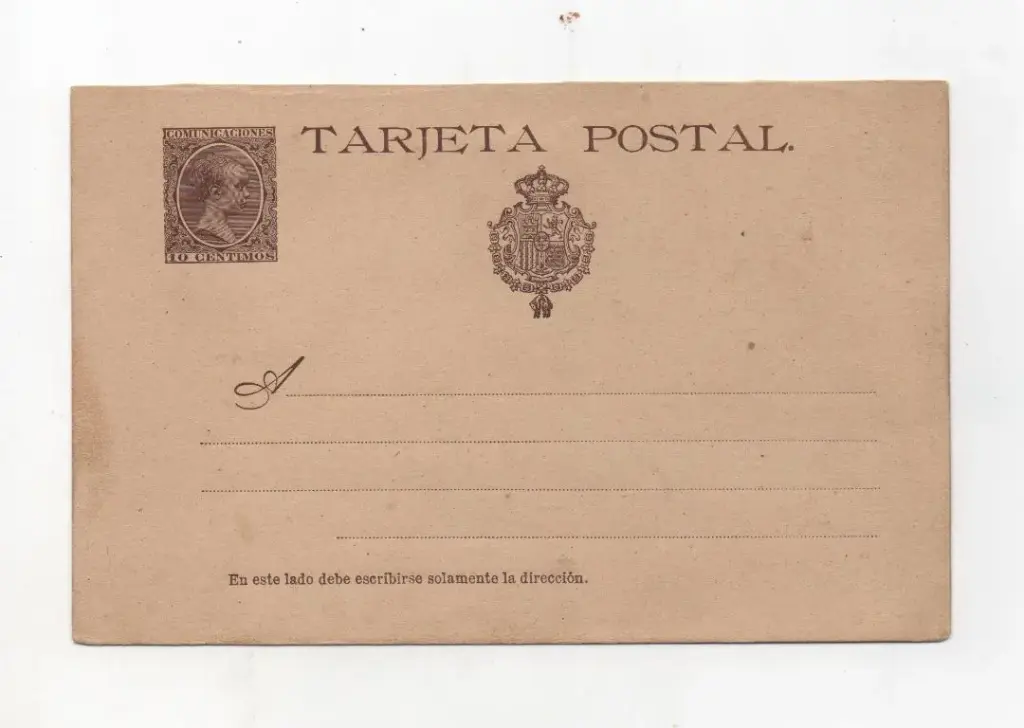 COMUNICACIONES
10 CENTIMOS
TARJETA POSTAL.
A
En este lado debe escribirse solamente la dirección.